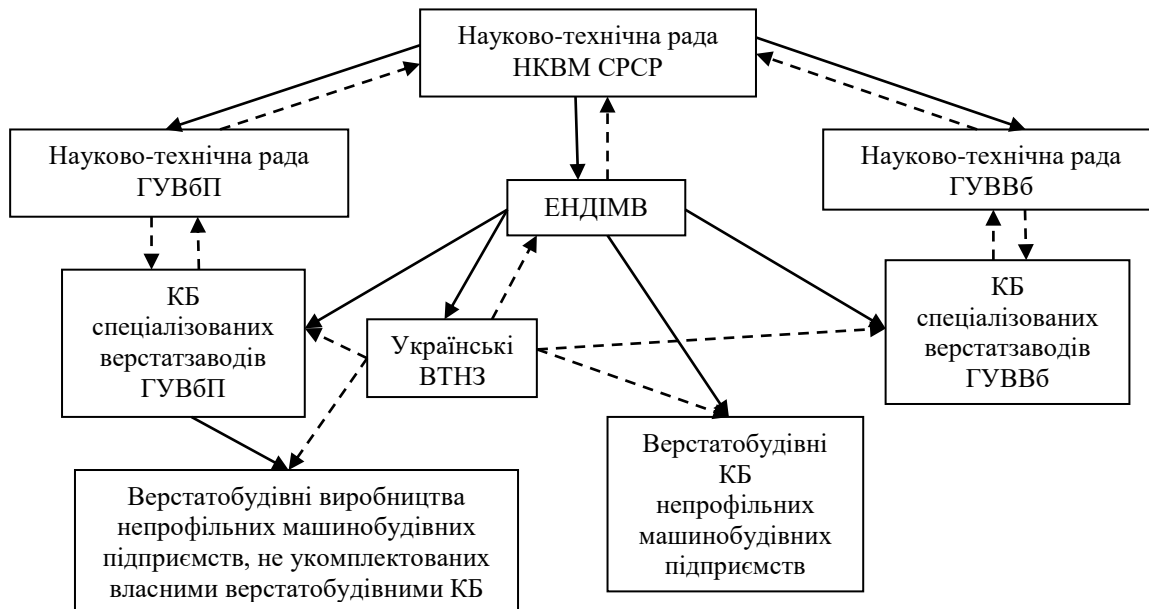 Науково-технічна рада
НКВМ СРСР
Науково-технічна рада
ГУВбП
Науково-технічна рада
ГУВВб
ЕНДІМВ
КБ
спеціалізованих
верстатзаводів
ГУВбП
Українські
ВТНЗ
КБ
спеціалізованих
верстатзаводів
ГУВВб
Верстатобудівні виробництва
непрофільних машинобудівних
підприємств, не укомплектованих
власними верстатобудівними КБ
Верстатобудівні
КБ
непрофільних
машинобудівних
підприємств